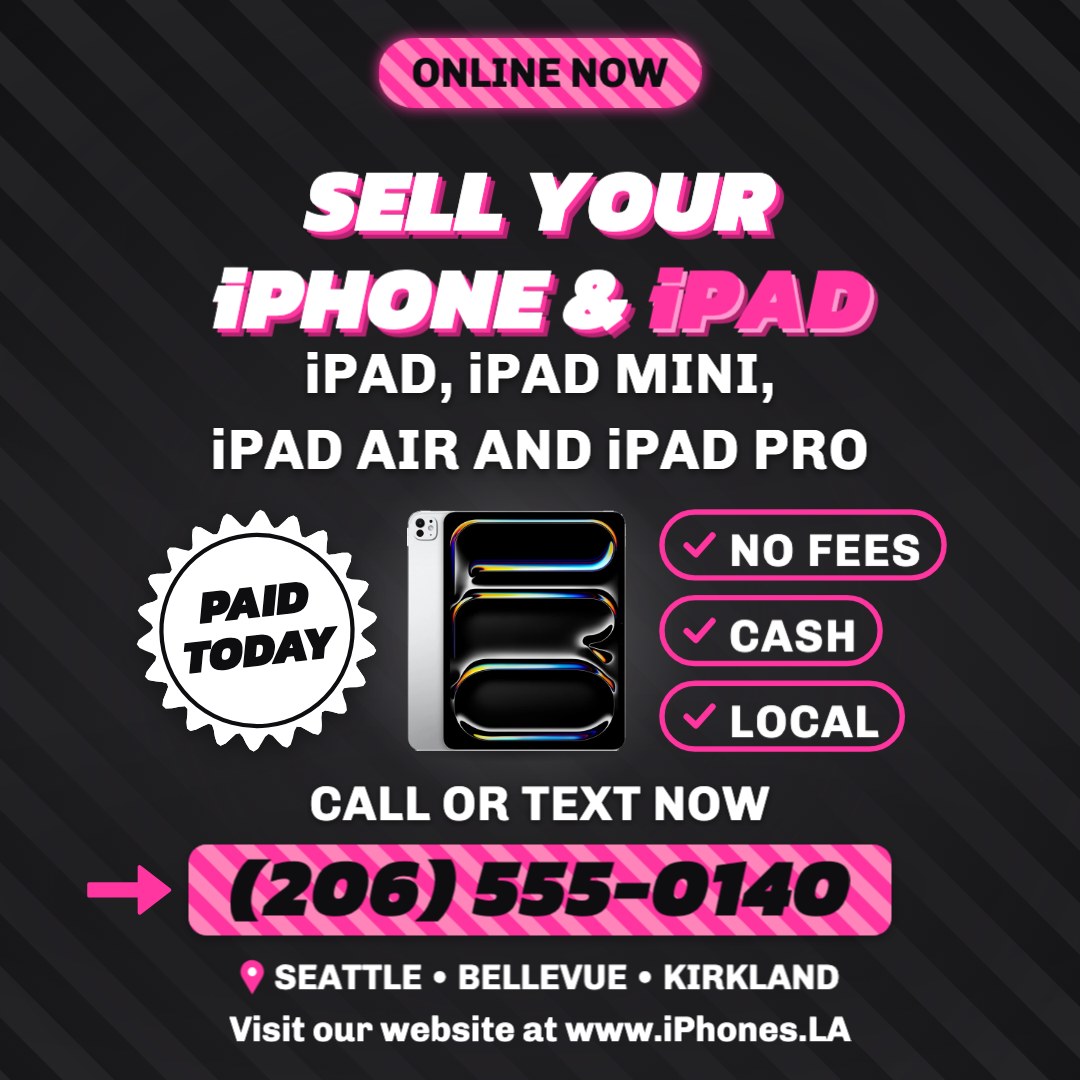 ONLINE NOW
SELL YOUR
iPHONE & iPAD
iPAD, iPAD MINI,
iPAD AIR AND iPAD PRO
PAID
TODAY
NO FEES
CASH
LOCAL
CALL OR TEXT NOW
(206) 555-0140
SEATTLE • BELLEVUE • KIRKLAND
Visit our website at www.iPhones.LA